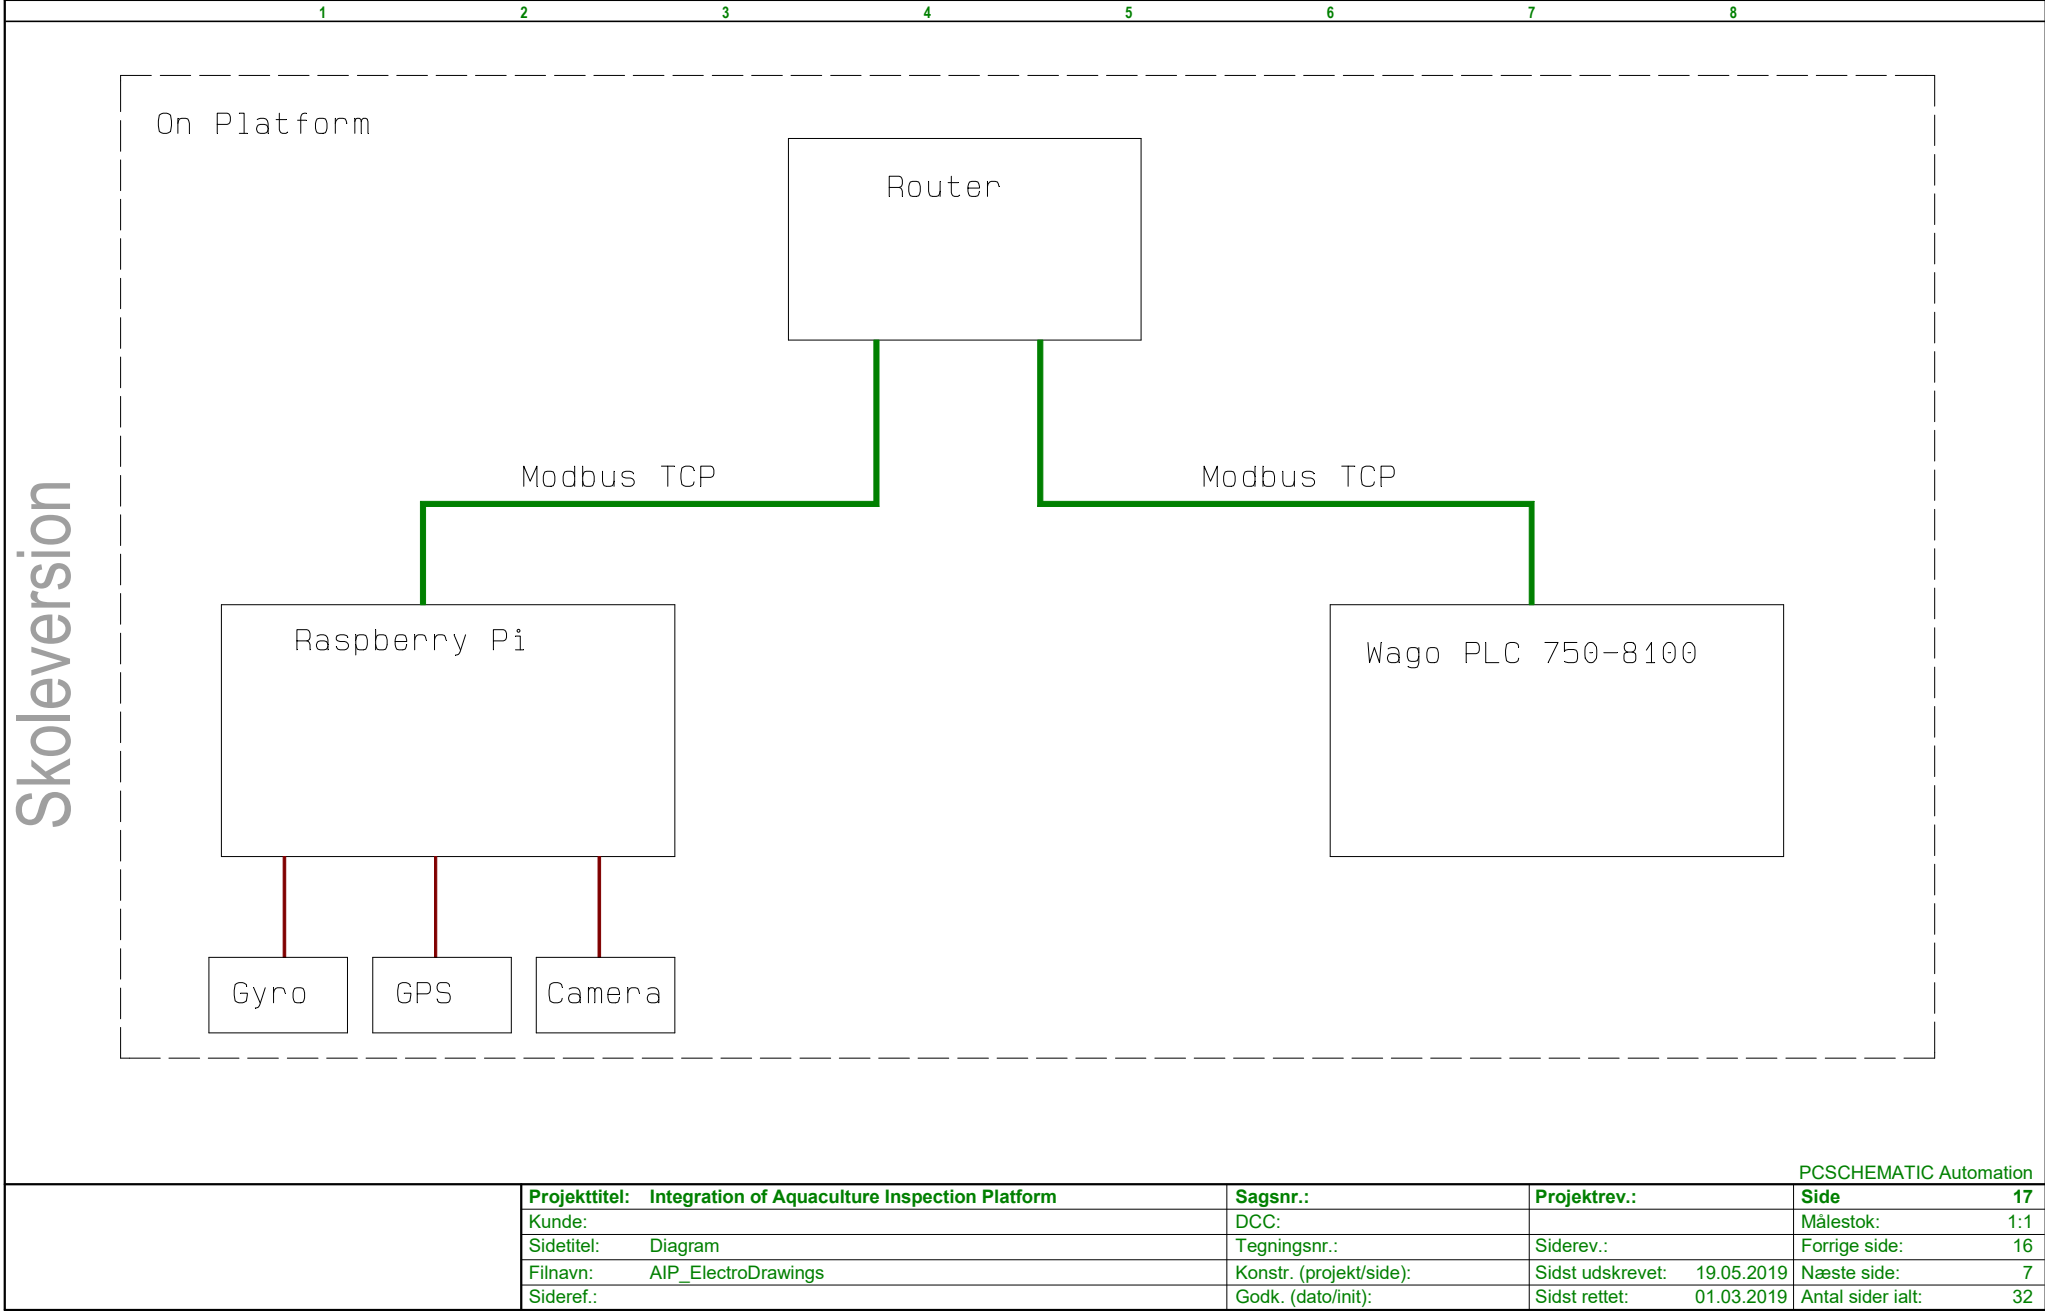 1 2 3 4 5 6 7 8
On Platform
Router
Modbus TCP Modbus TCP
Skoleversion
Raspberry Pi
Wago PLC 750-8100
Gyro GPS Camera
PCSCHEMATIC Automation
Projekttitel: Integration of Aquaculture Inspection Platform Sagsnr.: Projektrev.: Side 17
Kunde: DCC: Målestok: 1:1
Sidetitel: Diagram Tegningsnr.: Siderev.: Forrige side: 16
Filnavn: AIP_ElectroDrawings Konstr. (projekt/side): Sidst udskrevet: 19.05.2019 Næste side: 7
Sideref.: Godk. (dato/init): Sidst rettet: 01.03.2019 Antal sider ialt: 32